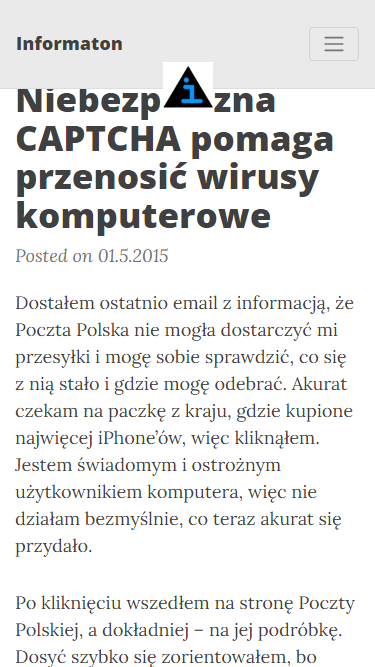 Informaton
i
Niebezp zna
CAPTCHA pomaga
przenosić wirusy
komputerowe
Posted on 01.5.2015
Dostałem ostatnio email z informacją, że
Poczta Polska nie mogła dostarczyć mi
przesyłki i mogę sobie sprawdzić, co się
z nią stało i gdzie mogę odebrać. Akurat
czekam na paczkę z kraju, gdzie kupione
najwięcej iPhone’ów, więc kliknąłem.
Jestem świadomym i ostrożnym
użytkownikiem komputera, więc nie
działam bezmyślnie, co teraz akurat się
przydało.
Po kliknięciu wszedłem na stronę Poczty
Polskiej, a dokładniej – na jej podróbkę.
Dosyć szybko się zorientowałem, bo